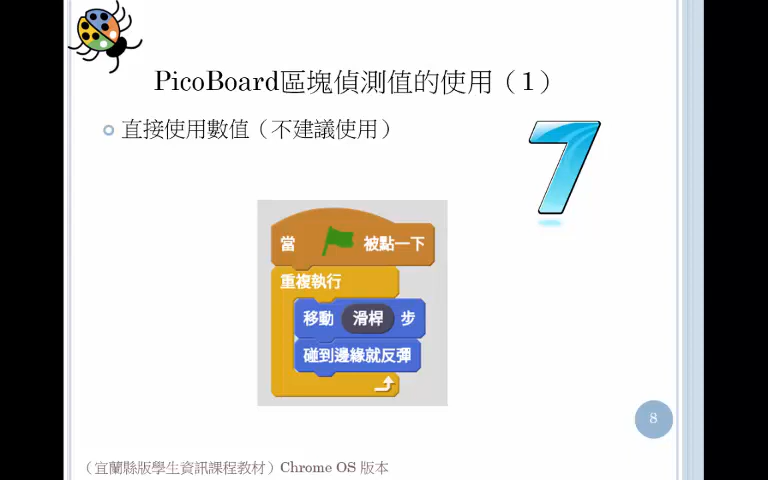 PicoBoard區塊偵測值的使用（1）
直接使用數值（不建議使用）
7
當 被點一下
重複執行
移動 滑桿 步
碰到邊緣就反彈
8
（宜蘭縣版學生資訊課程教材）Chrome OS 版本